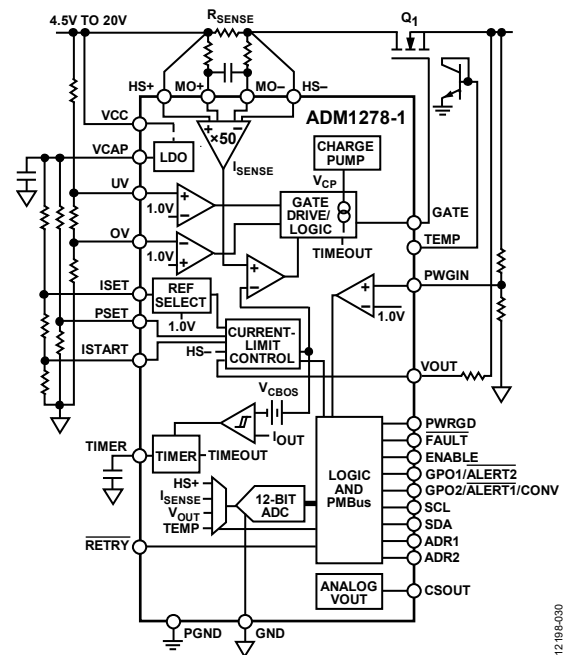 4.5V TO 20V
RSENSE
Q1
HS+
MO+
MO–
HS–
ADM1278-1
VCC
+
–
×50
VCAP
LDO
ISENSE
CHARGE
PUMP
VCP
UV
+
–
1.0V
GATE
DRIVE/
LOGIC
GATE
TEMP
TIMEOUT
OV
–
+
1.0V
+
–
PWGIN
+
–
1.0V
ISET
REF
SELECT
1.0V
PSET
CURRENT-
LIMIT
CONTROL
HS–
ISTART
VOUT
VCBOS
IOUT
TIMER
TIMER
TIMEOUT
LOGIC
AND
PMBus
PWRGD
FAULT
ENABLE
GPO1/ALERT2
GPO2/ALERT1/CONV
SCL
SDA
ADR1
ADR2
HS+
ISENSE
VOUT
TEMP
12-BIT
ADC
RETRY
ANALOG
VOUT
CSOUT
PGND
GND
12198-030